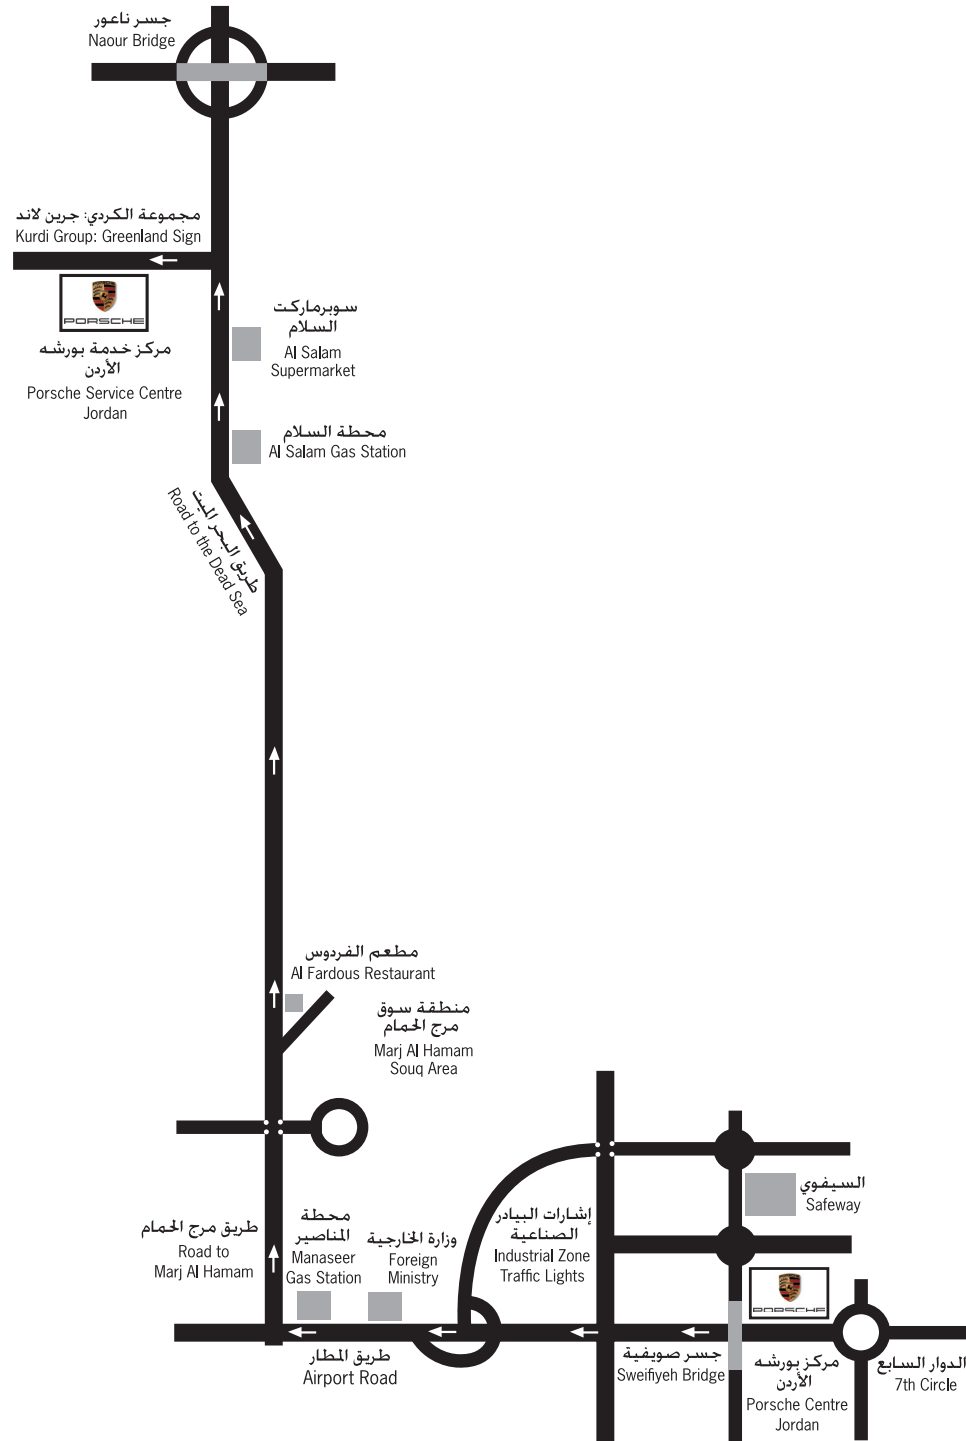 جسر ناعور
Naour Bridge
مجموعة الكردي: جرين لاند
Kurdi Group: Greenland Sign
PORSCHE
مركز خدمة بورشه
الأردن
Porsche Service Centre
Jordan
سوبرماركت
السلام
Al Salam
Supermarket
محطة السلام
Al Salam Gas Station
طريق البحر الميت
Road to the Dead Sea
مطعم الفردوس
Al Fardous Restaurant
منطقة سوق
مرج الحمام
Marj Al Hamam
Souq Area
طريق مرج الحمام
Road to
Marj Al Hamam
محطة
المناصير
Manaseer
Gas Station
وزارة الخارجية
Foreign
Ministry
إشارات البيادر
الصناعية
Industrial Zone
Traffic Lights
السيفوي
Safeway
PORSCHE
طريق المطار
Airport Road
جسر صويفية
Sweifiyeh Bridge
مركز بورشه
الأردن
Porsche Centre
Jordan
الدوار السابع
7th Circle